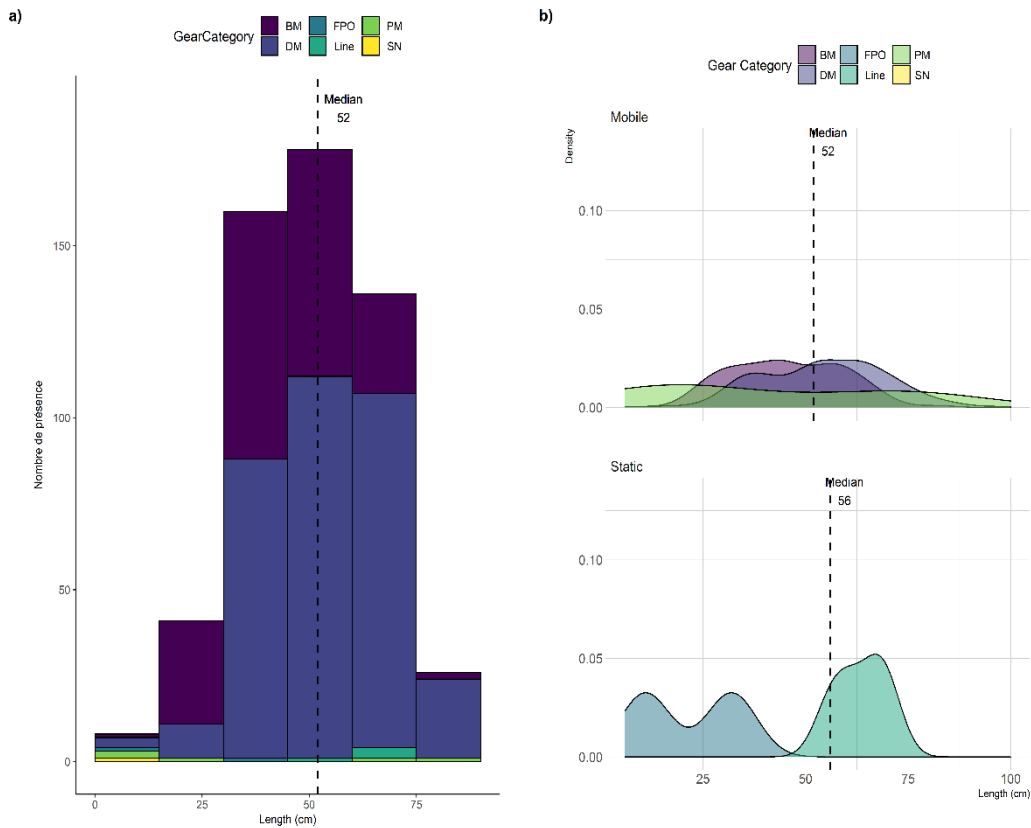 a)
GearCategory
BM FPO PM
DM Line SN
Median
52
Nombre de présence
150
100
50
0
0 25 50 75
Length (cm)
b)
Gear Category
BM FPO PM
DM Line SN
Mobile
Density
Median
52
0.10
0.05
0.00
Static
Median
56
0.10
0.05
0.00
25 50 75 100
Length (cm)